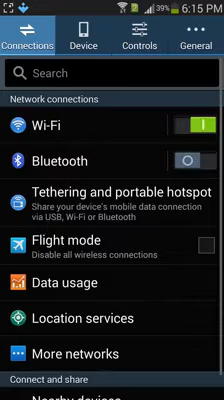 39% 6:15 PM
Connections Device Controls General
Search
Network connections
Wi-Fi
Bluetooth
Tethering and portable hotspot
Share your device's mobile data connection
via USB, Wi-Fi or Bluetooth
Flight mode
Disable all wireless connections
Data usage
Location services
More networks
Connect and share
Nearby devices